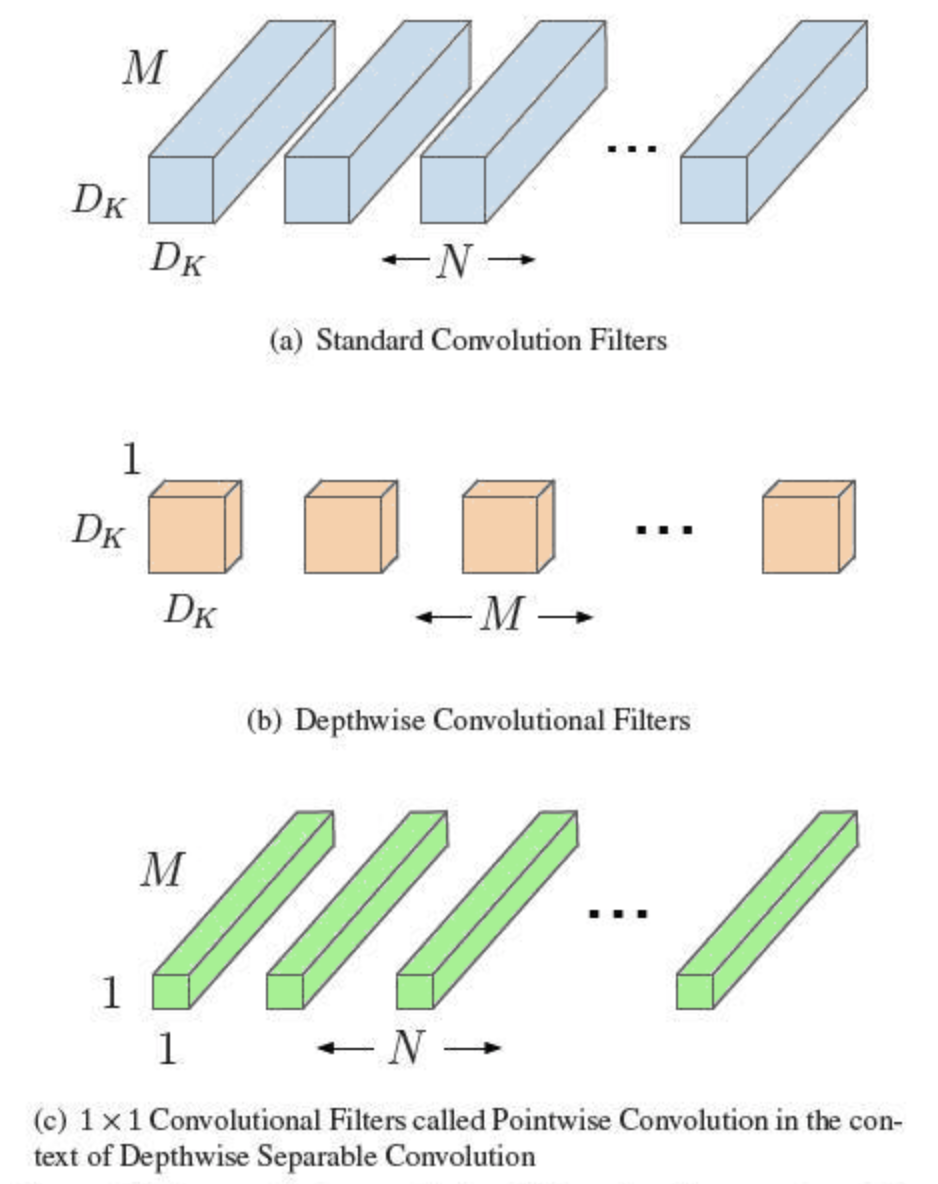 M
D_K
D_K
N
(a) Standard Convolution Filters
1
D_K
D_K
M
(b) Depthwise Convolutional Filters
M
1
1
N
(c) 1 × 1 Convolutional Filters called Pointwise Convolution in the con-
text of Depthwise Separable Convolution